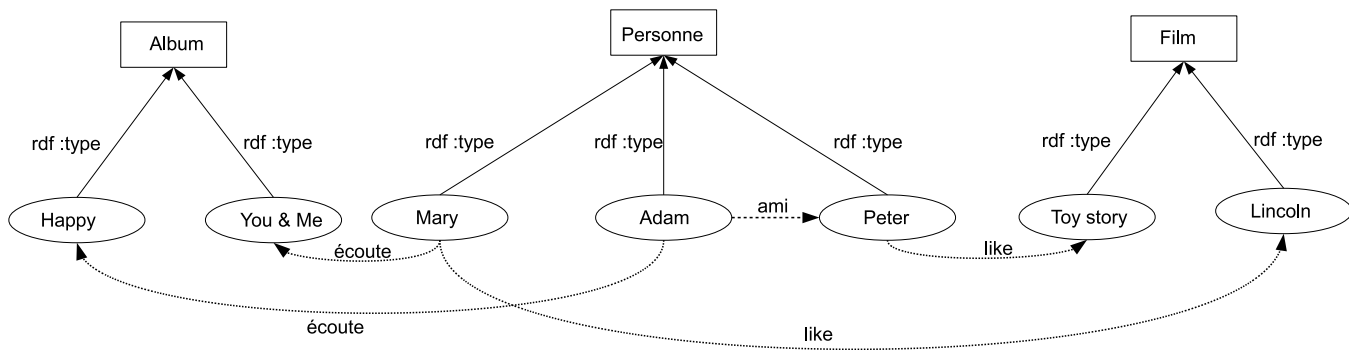 Album
Personne
Film
rdf :type
rdf :type
rdf :type
rdf :type
rdf :type
rdf :type
rdf :type
Happy
You & Me
Mary
Adam
ami
Peter
Toy story
Lincoln
écoute
like
écoute
like